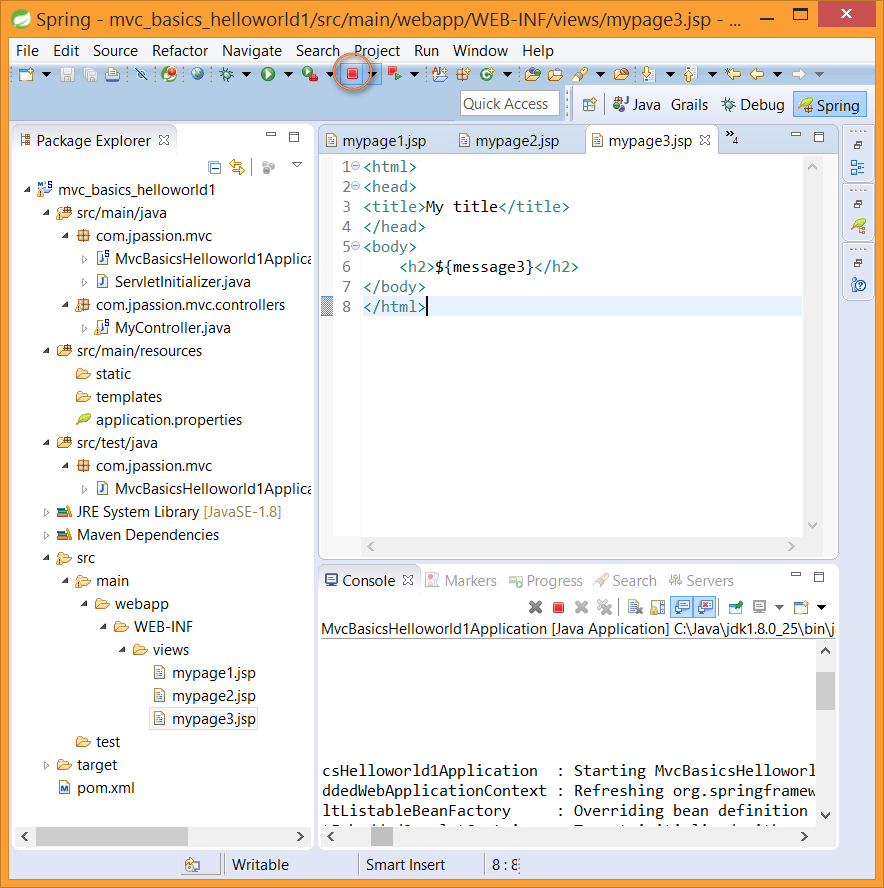 Spring - mvc_basics_helloworld1/src/main/webapp/WEB-INF/views/mypage3.jsp - ...
File Edit Source Refactor Navigate Search Project Run Window Help
Quick Access Java Grails Debug Spring
Package Explorer
mvc_basics_helloworld1
src/main/java
com.jpassion.mvc
MvcBasicsHelloworld1Applica
ServletInitializer.java
com.jpassion.mvc.controllers
MyController.java
src/main/resources
static
templates
application.properties
src/test/java
com.jpassion.mvc
MvcBasicsHelloworld1Applica
JRE System Library [JavaSE-1.8]
Maven Dependencies
src
main
webapp
WEB-INF
views
mypage1.jsp
mypage2.jsp
mypage3.jsp
test
target
pom.xml
mypage1.jsp mypage2.jsp mypage3.jsp »4
1 <html>
2 <head>
3 <title>My title</title>
4 </head>
5 <body>
6 <h2>${message3}</h2>
7 </body>
8 </html>
Console Markers Progress Search Servers
MvcBasicsHelloworld1Application [Java Application] C:\Java\jdk1.8.0_25\bin\j
csHelloworld1Application : Starting MvcBasicsHelloworl
ddedWebApplicationContext : Refreshing org.springframew
ltListableBeanFactory : Overriding bean definition
Writable Smart Insert 8 : 8